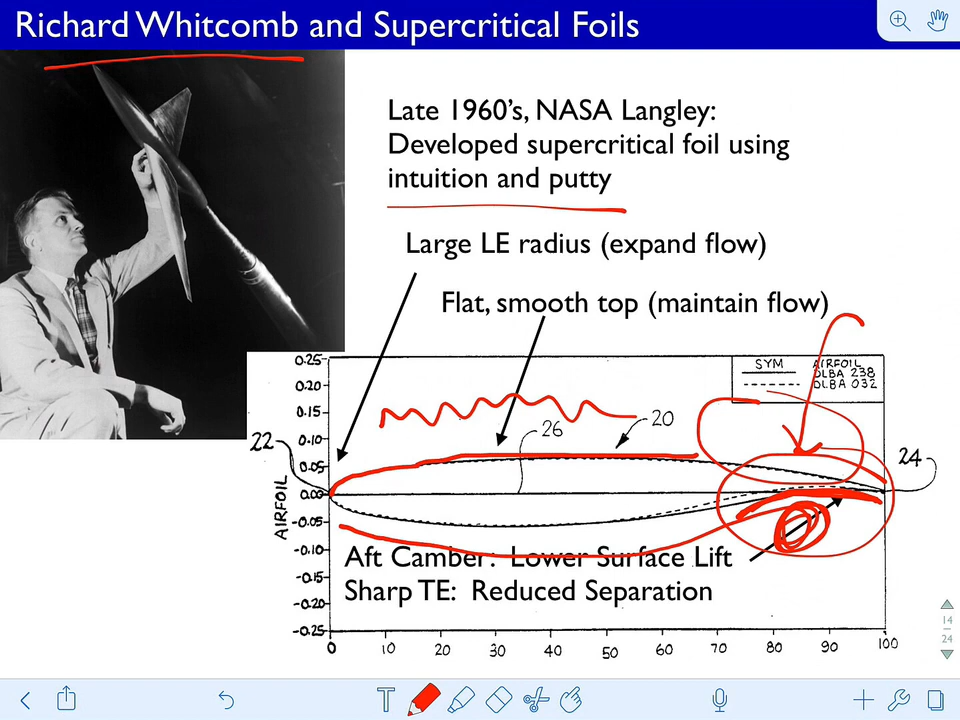 Richard Whitcomb and Supercritical Foils
Late 1960's, NASA Langley:
Developed supercritical foil using
intuition and putty
Large LE radius (expand flow)
Flat, smooth top (maintain flow)
SYM AIRFOIL
DLBA 238
DLBA 032
0.25
0.20
0.15
0.10
0.05
0.00
-0.05
-0.10
-0.15
-0.20
-0.25
AIRFOIL
22
26
20
24
Aft Camber: Lower Surface Lift
Sharp TE: Reduced Separation
0 10 20 30 40 50 60 70 80 90 100
14
24
T